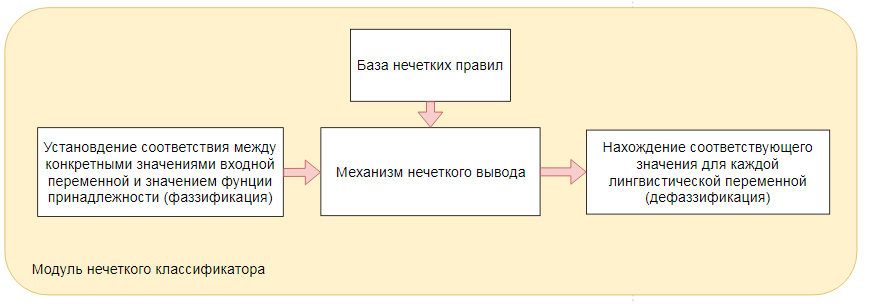 База нечетких правил
Установдение соответствия между
конкретными значениями входной
переменной и значением фунции
принадлежности (фаззификация)
Механизм нечеткого вывода
Нахождение соответствующего
значения для каждой
лингвистической переменной
(дефаззификация)
Модуль нечеткого классификатора